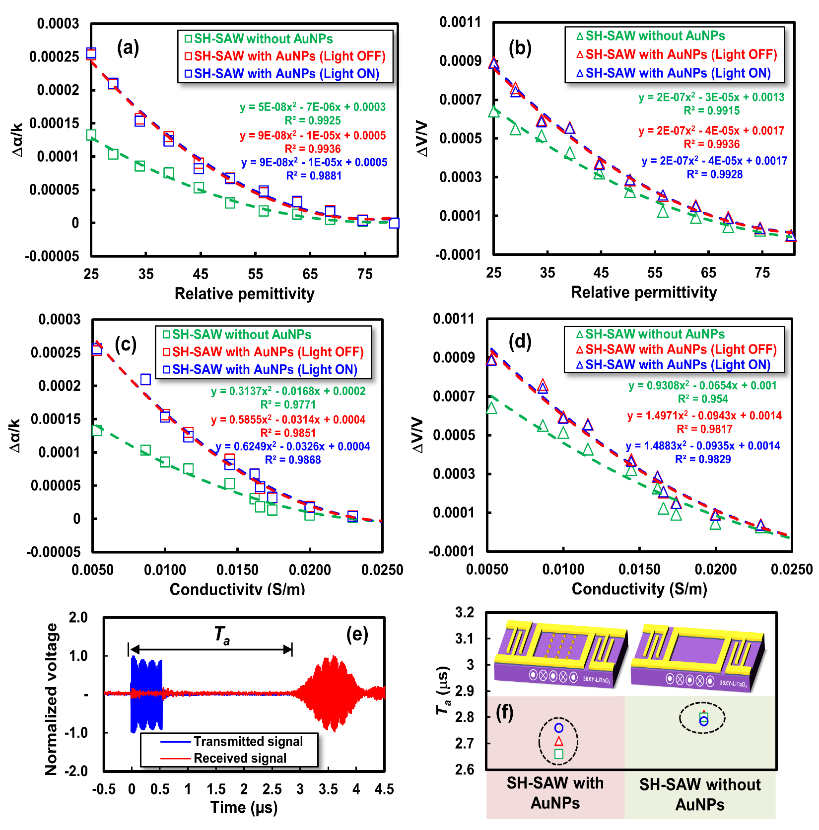 (a)
SH-SAW without AuNPs
SH-SAW with AuNPs (Light OFF)
SH-SAW with AuNPs (Light ON)
y = 5E-08x² - 7E-06x + 0.0003
R² = 0.9925
y = 9E-08x² - 1E-05x + 0.0005
R² = 0.9936
y = 9E-08x² - 1E-05x + 0.0005
R² = 0.9881
0.0003
0.00025
0.0002
0.00015
0.0001
0.00005
0
-0.00005
Δα/k
25 35 45 55 65 75
Relative pemittivity
(b)
SH-SAW without AuNPs
SH-SAW with AuNPs (Light OFF)
SH-SAW with AuNPs (Light ON)
y = 2E-07x² - 3E-05x + 0.0013
R² = 0.9915
y = 2E-07x² - 4E-05x + 0.0017
R² = 0.9936
y = 2E-07x² - 4E-05x + 0.0017
R² = 0.9928
0.0011
0.0009
0.0007
0.0005
0.0003
0.0001
-0.0001
ΔV/V
25 35 45 55 65 75
Relative permittivity
(c)
SH-SAW without AuNPs
SH-SAW with AuNPs (Light OFF)
SH-SAW with AuNPs (Light ON)
y = 0.3137x² - 0.0168x + 0.0002
R² = 0.9771
y = 0.5855x² - 0.0314x + 0.0004
R² = 0.9851
y = 0.6249x² - 0.0326x + 0.0004
R² = 0.9868
0.0003
0.00025
0.0002
0.00015
0.0001
0.00005
0
-0.00005
Δα/k
0.0050 0.0100 0.0150 0.0200 0.0250
Conductivity (S/m)
(d)
SH-SAW without AuNPs
SH-SAW with AuNPs (Light OFF)
SH-SAW with AuNPs (Light ON)
y = 0.9308x² - 0.0654x + 0.001
R² = 0.954
y = 1.4971x² - 0.0943x + 0.0014
R² = 0.9817
y = 1.4883x² - 0.0935x + 0.0014
R² = 0.9829
0.0011
0.0009
0.0007
0.0005
0.0003
0.0001
-0.0001
ΔV/V
0.0050 0.0100 0.0150 0.0200 0.0250
Conductivity (S/m)
(e)
Tₐ
2.0
1.0
-
-1.0
-2.0
Normalized voltage
Transmitted signal
Received signal
-0.5 0 0.5 1 1.5 2 2.5 3 3.5 4 4.5
Time (μs)
(f)
3.2
3.1
3
2.9
2.8
2.7
2.6
Tₐ (μs)
SH-SAW with
AuNPs
SH-SAW without
AuNPs